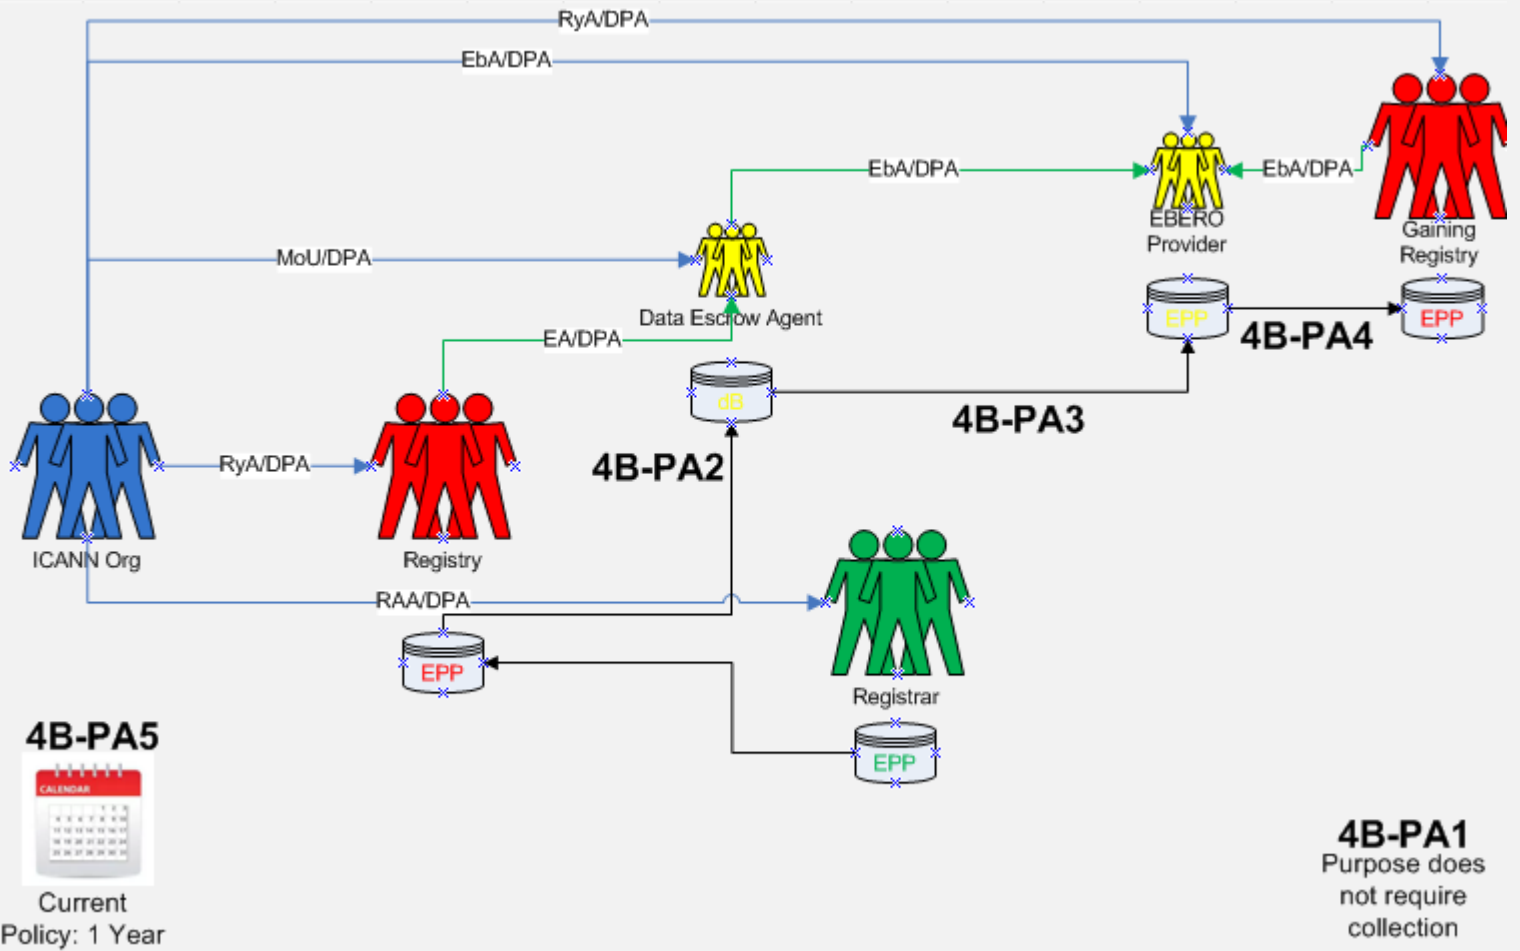 RyA/DPA
EbA/DPA
EbA/DPA
EbA/DPA
EBERO
Provider
Gaining
Registry
MoU/DPA
Data Escrow Agent
EPP
EPP
4B-PA4
EA/DPA
dB
4B-PA3
4B-PA2
RyA/DPA
ICANN Org
Registry
RAA/DPA
EPP
Registrar
EPP
4B-PA5
CALENDAR
Current
Policy: 1 Year
4B-PA1
Purpose does
not require
collection